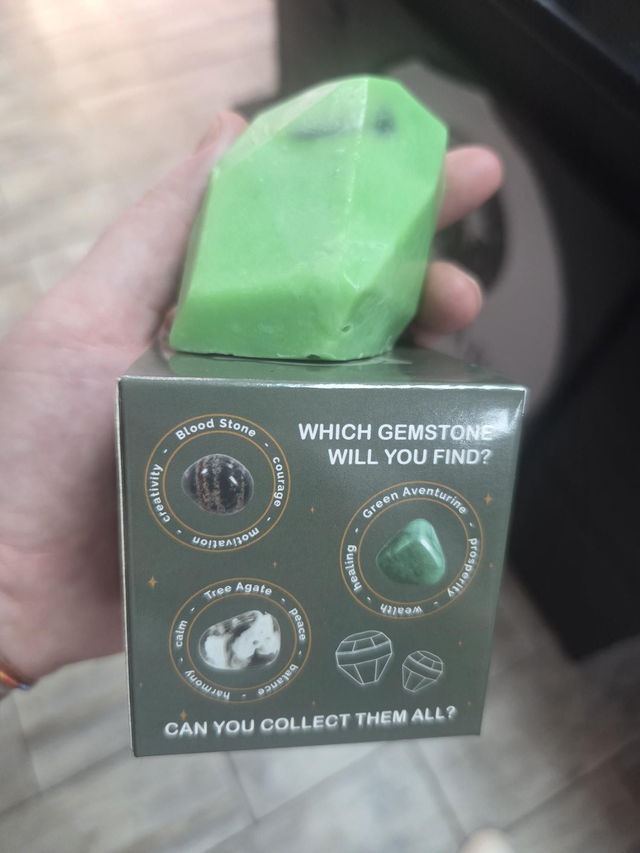 WHICH GEMSTONE
WILL YOU FIND?
Blood Stone - courage - motivation - creativity -
Green Aventurine - prosperity - wealth - healing -
Tree Agate - peace - balance - harmony - calm -
CAN YOU COLLECT THEM ALL?